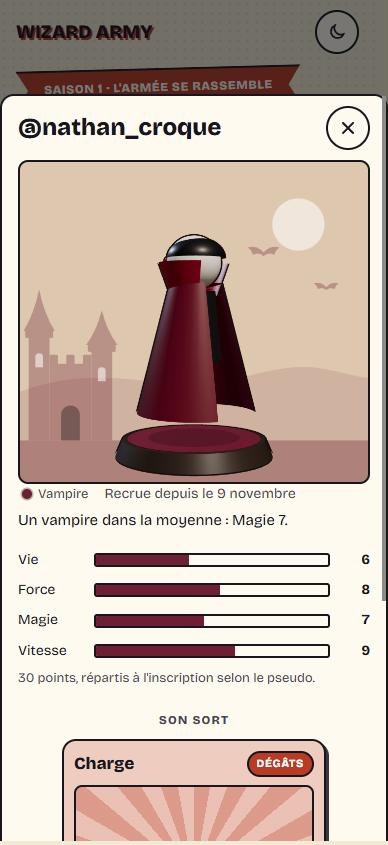 WIZARD ARMY
SAISON 1 · L'ARMÉE SE RASSEMBLE
@nathan_croque
Vampire Recrue depuis le 9 novembre
Un vampire dans la moyenne : Magie 7.
Vie 6
Force 8
Magie 7
Vitesse 9
30 points, répartis à l'inscription selon le pseudo.
SON SORT
Charge DÉGÂTS